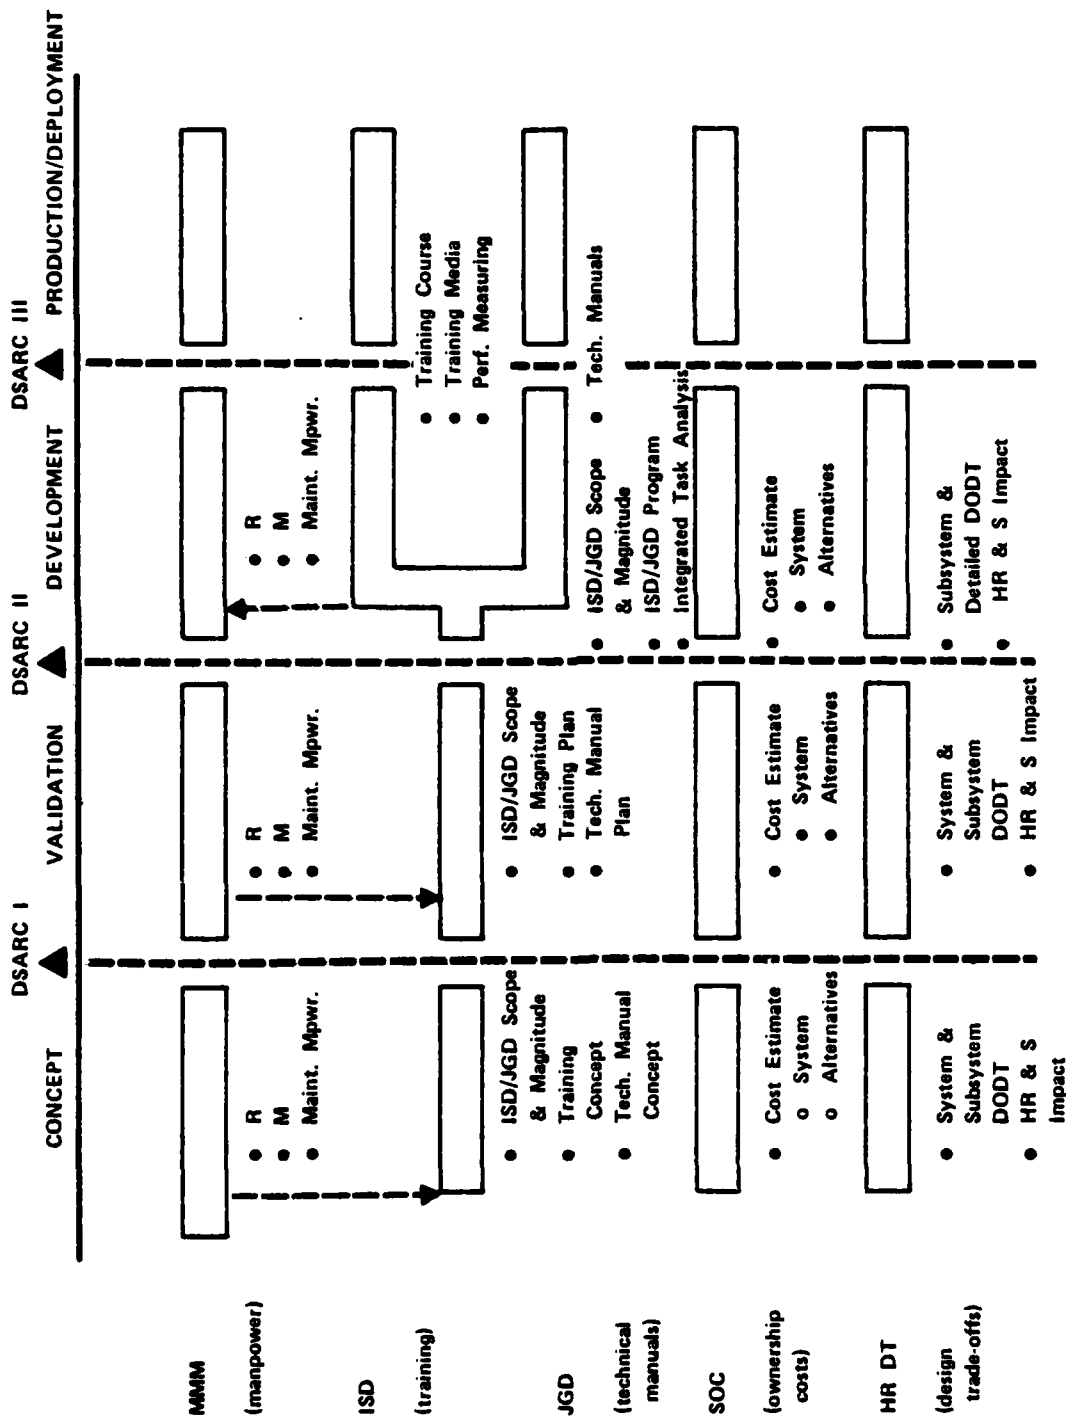 DSARC I
DSARC II
DSARC III
CONCEPT
VALIDATION
DEVELOPMENT
PRODUCTION/DEPLOYMENT
MMM
(manpower)
● R
● M
● Maint. Mpwr.
● R
● M
● Maint. Mpwr.
● R
● M
● Maint. Mpwr.
ISD
(training)
● Training Course
● Training Media
● Perf. Measuring
● ISD/JGD Scope
& Magnitude
● Training
Concept
● Tech. Manual
Concept
● ISD/JGD Scope
& Magnitude
● Training Plan
● Tech. Manual
Plan
JGD
(technical
manuals)
● ISD/JGD Scope
& Magnitude
● ISD/JGD Program
● Integrated Task Analysis
● Tech. Manuals
SOC
(ownership
costs)
● Cost Estimate
o System
o Alternatives
● Cost Estimate
● System
● Alternatives
● Cost Estimate
● System
● Alternatives
HR DT
(design
trade-offs)
● System &
Subsystem
DODT
● HR & S
Impact
● System &
Subsystem
DODT
● HR & S Impact
● Subsystem &
Detailed DODT
● HR & S Impact